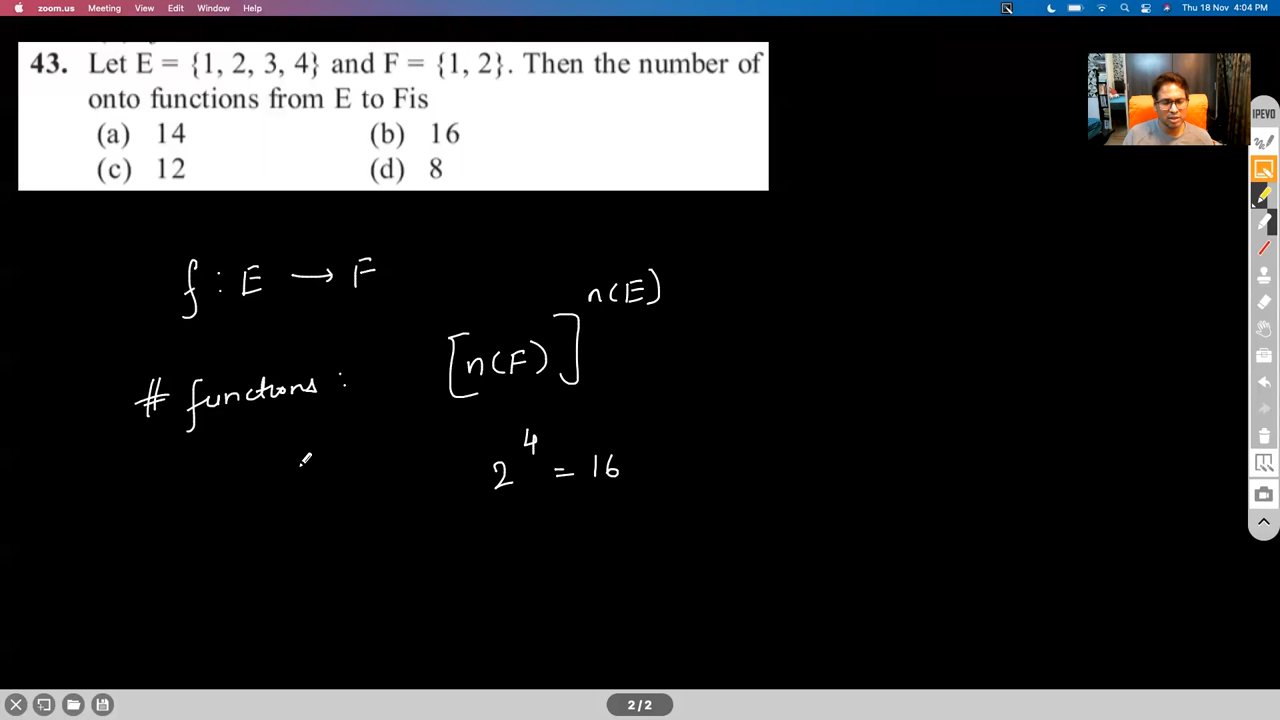 zoom.us Meeting View Edit Window Help Thu 18 Nov 4:04 PM
43. Let E = {1, 2, 3, 4} and F = {1, 2}. Then the number of
onto functions from E to Fis
(a) 14 (b) 16
(c) 12 (d) 8
IPEVO
f : E → F
# functions : [n(F)]^n(E)
2^4 = 16
2/2